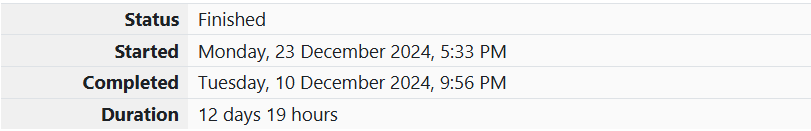 Status Finished
Started Monday, 23 December 2024, 5:33 PM
Completed Tuesday, 10 December 2024, 9:56 PM
Duration 12 days 19 hours